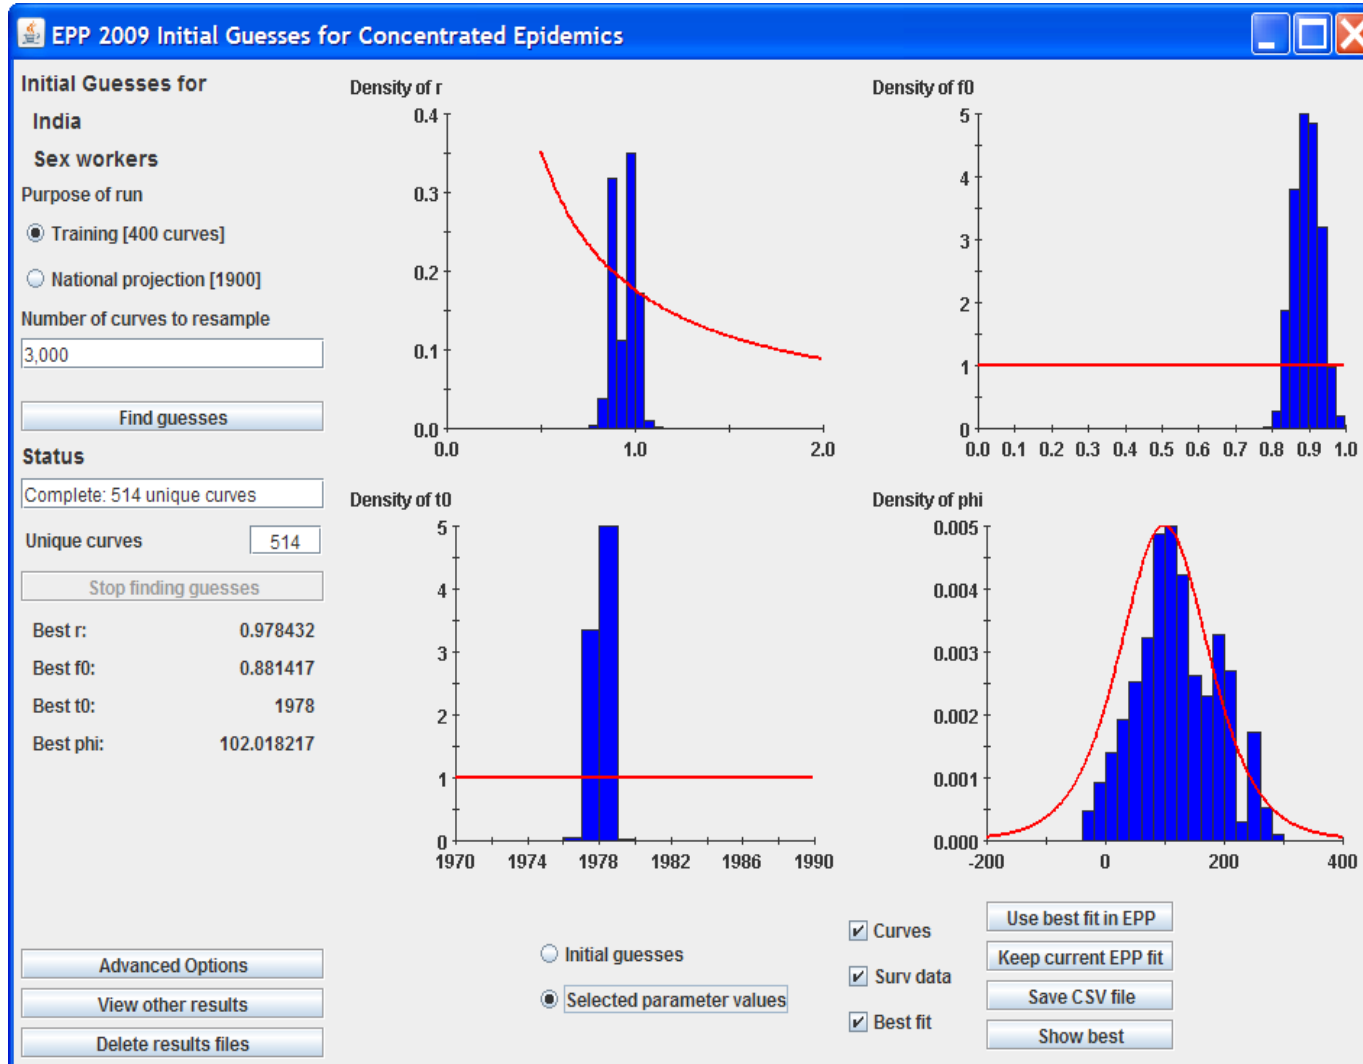 EPP 2009 Initial Guesses for Concentrated Epidemics
Initial Guesses for
India
Sex workers
Purpose of run
Training [400 curves]
National projection [1900]
Number of curves to resample
3,000
Find guesses
Status
Complete: 514 unique curves
Unique curves 514
Stop finding guesses
Best r: 0.978432
Best f0: 0.881417
Best t0: 1978
Best phi: 102.018217
Advanced Options
View other results
Delete results files
Density of r
0.4
0.3
0.2
0.1
0.0
0.0 1.0 2.0
Density of f0
5
4
3
2
1
0
0.0 0.1 0.2 0.3 0.4 0.5 0.6 0.7 0.8 0.9 1.0
Density of t0
5
4
3
2
1
0
1970 1974 1978 1982 1986 1990
Density of phi
0.005
0.004
0.003
0.002
0.001
0.000
-200 0 200 400
Initial guesses
Selected parameter values
Curves
Surv data
Best fit
Use best fit in EPP
Keep current EPP fit
Save CSV file
Show best